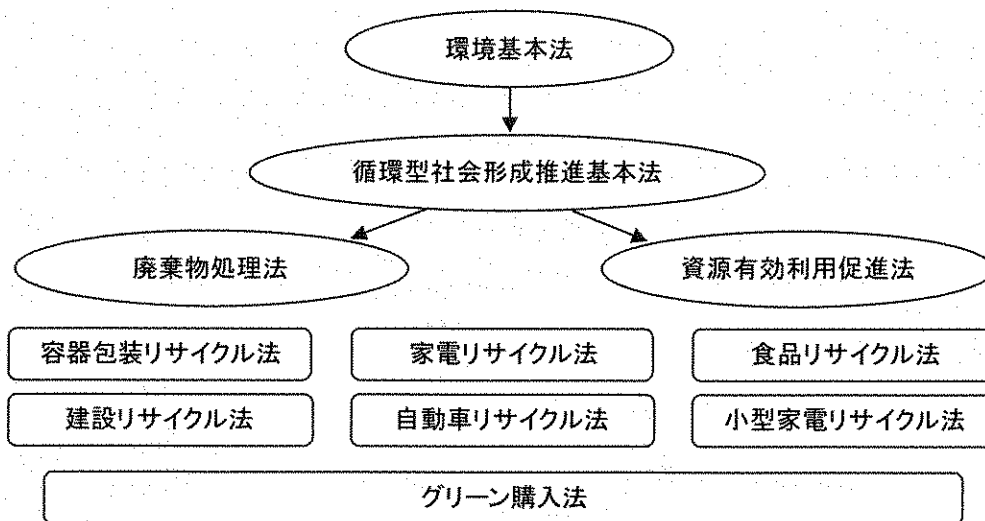 環境基本法
循環型社会形成推進基本法
廃棄物処理法
資源有効利用促進法
容器包装リサイクル法
家電リサイクル法
食品リサイクル法
建設リサイクル法
自動車リサイクル法
小型家電リサイクル法
グリーン購入法